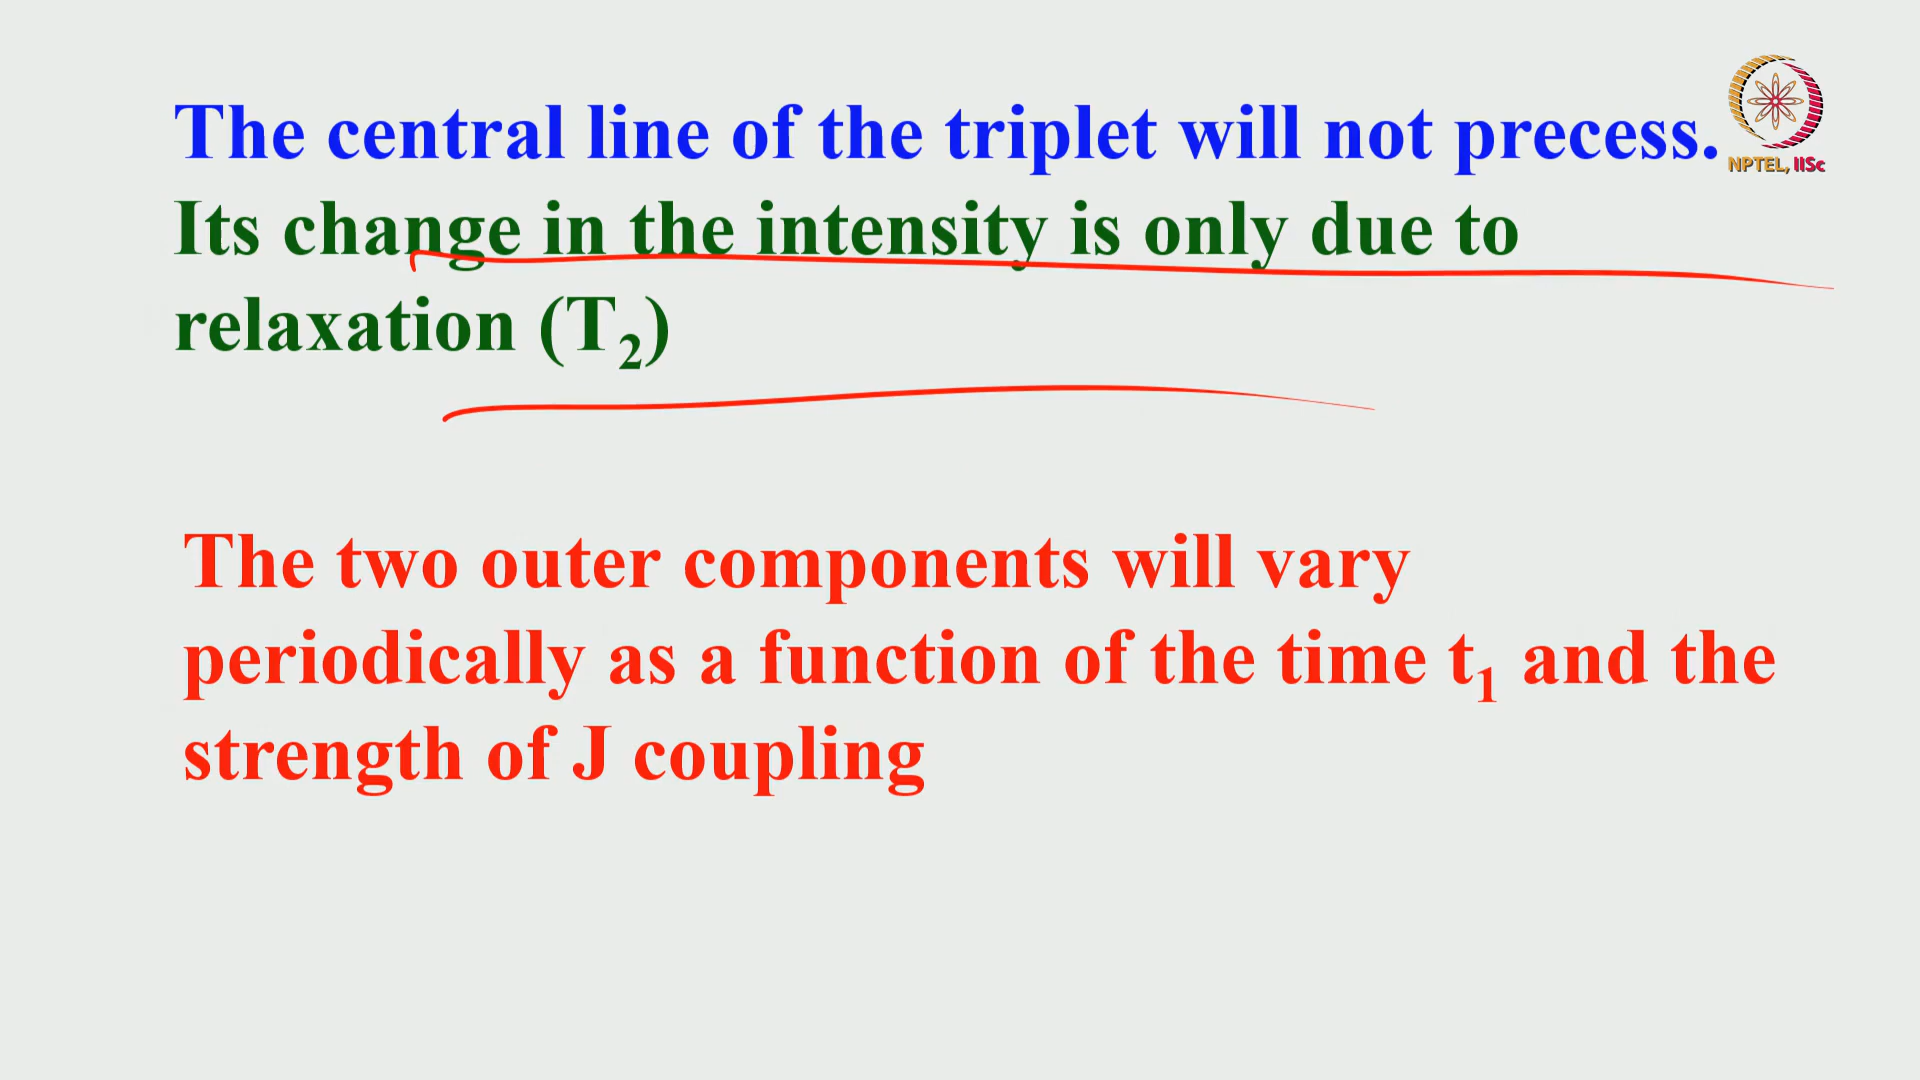 The central line of the triplet will not precess.
NPTEL, IISc
Its change in the intensity is only due to
relaxation (T₂)
The two outer components will vary
periodically as a function of the time t₁ and the
strength of J coupling